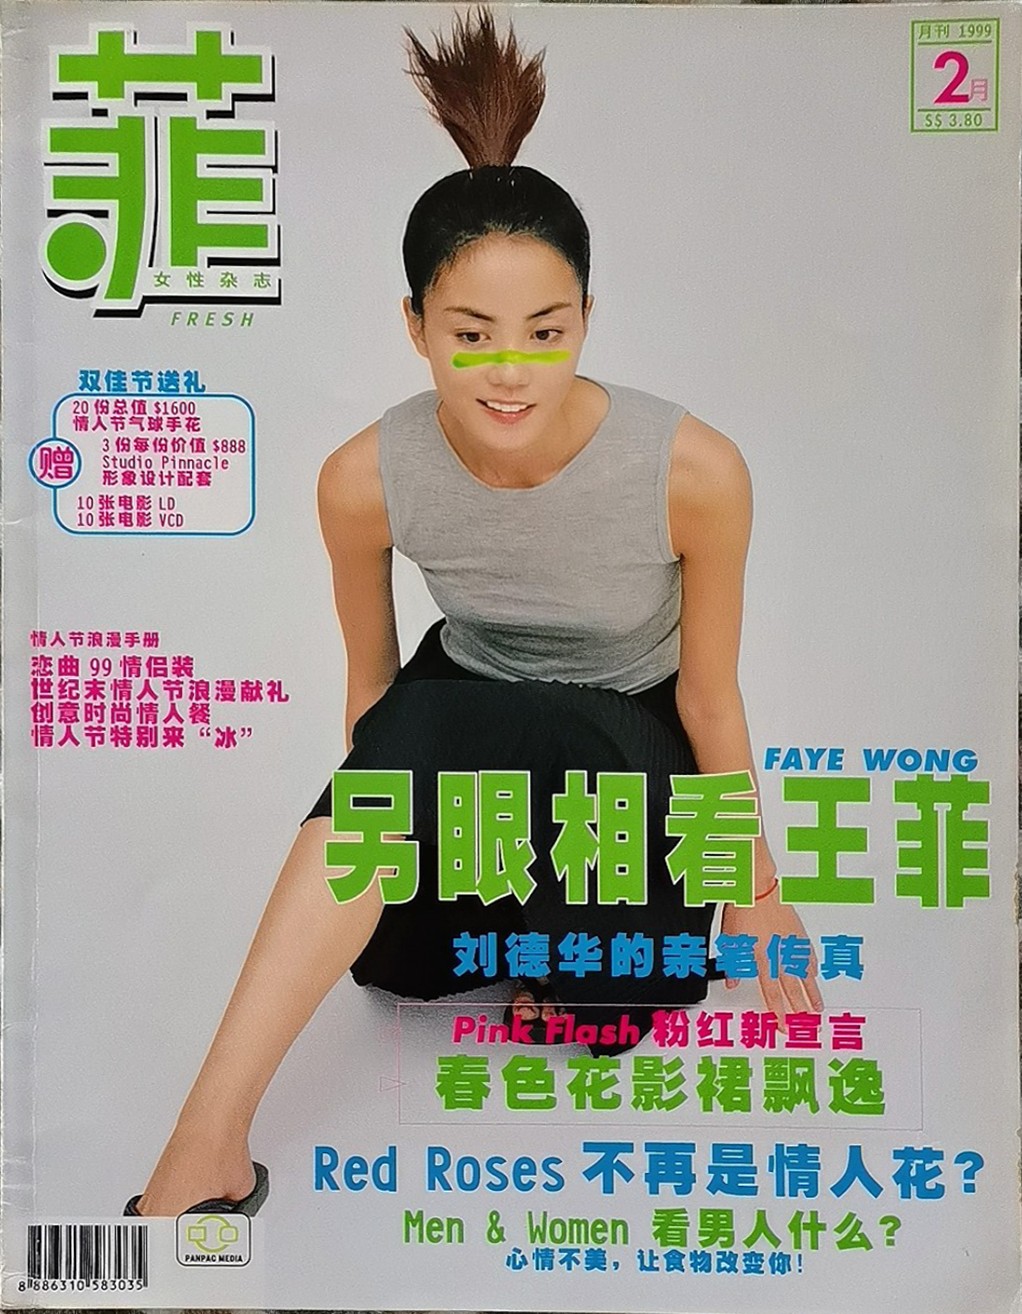 菲
女性杂志
FRESH
月刊 1999
2月
S$ 3.80
双佳节送礼
赠
20份总值 $1600
情人节气球手花
3份每份价值 $888
Studio Pinnacle
形象设计配套
10张电影 LD
10张电影 VCD
情人节浪漫手册
恋曲 99 情侣装
世纪末情人节浪漫献礼
创意时尚情人餐
情人节特别来“冰”
FAYE WONG
另眼相看王菲
刘德华的亲笔传真
Pink Flash 粉红新宣言
春色花影裙飘逸
Red Roses 不再是情人花?
Men & Women 看男人什么?
心情不美，让食物改变你!
8 886310 583035
PANPAC MEDIA